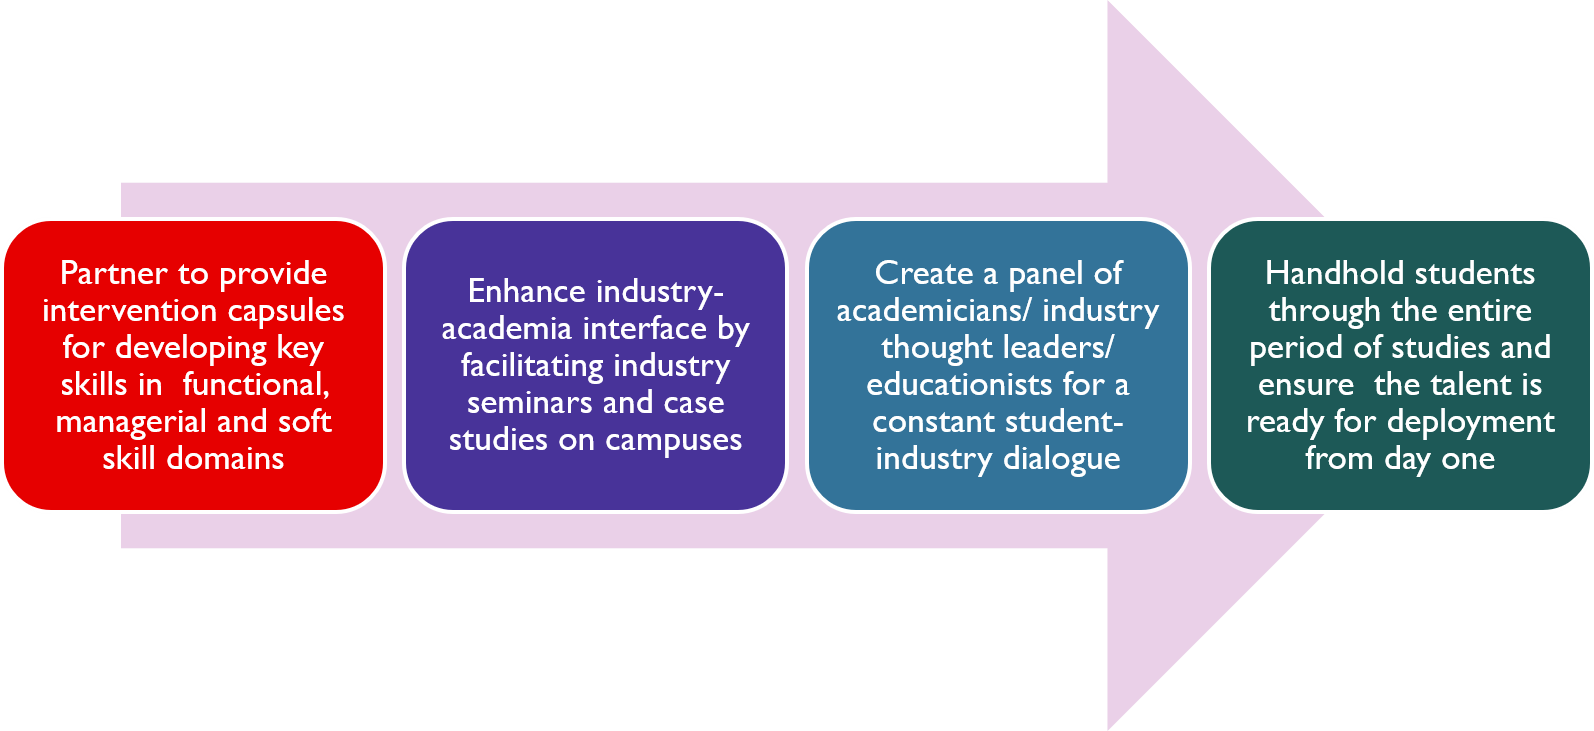 Partner to provide
intervention capsules
for developing key
skills in  functional,
managerial and soft
skill domains
Enhance industry-
academia interface by
facilitating industry
seminars and case
studies on campuses
Create a panel of
academicians/ industry
thought leaders/
educationists for a
constant student-
industry dialogue
Handhold students
through the entire
period of studies and
ensure  the talent is
ready for deployment
from day one